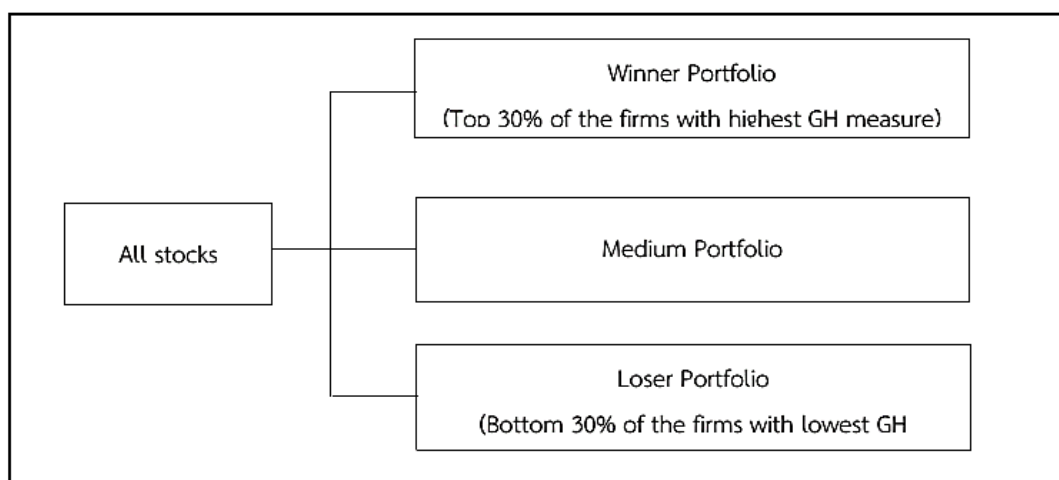 Winner Portfolio
(Top 30% of the firms with highest GH measure)
All stocks
Medium Portfolio
Loser Portfolio
(Bottom 30% of the firms with lowest GH